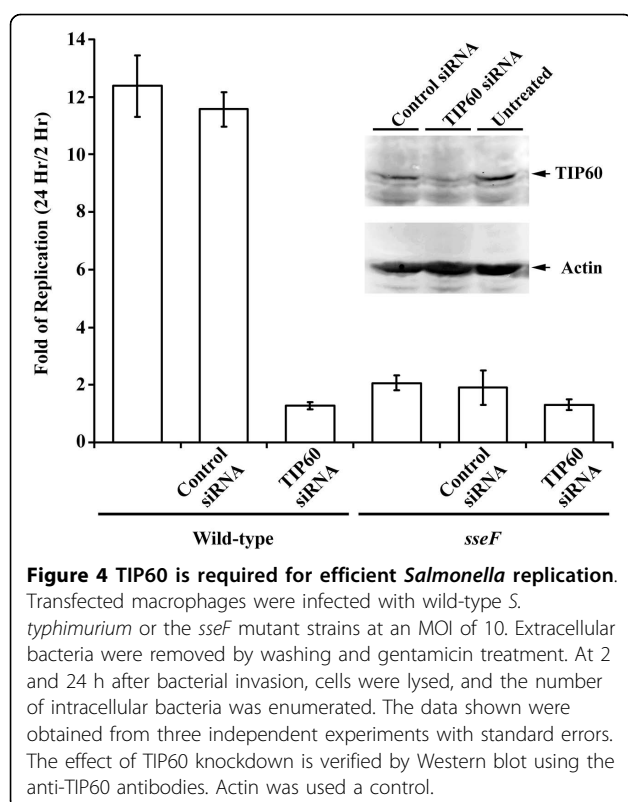 14
12
10
8
6
4
2
0
Fold of Replication (24 Hr/2 Hr)
Control siRNA
TIP60 siRNA
Untreated
TIP60
Actin
Control
siRNA
TIP60
siRNA
Control
siRNA
TIP60
siRNA
Wild-type
sseF
Figure 4 TIP60 is required for efficient Salmonella replication.
Transfected macrophages were infected with wild-type S.
typhimurium or the sseF mutant strains at an MOI of 10. Extracellular
bacteria were removed by washing and gentamicin treatment. At 2
and 24 h after bacterial invasion, cells were lysed, and the number
of intracellular bacteria was enumerated. The data shown were
obtained from three independent experiments with standard errors.
The effect of TIP60 knockdown is verified by Western blot using the
anti-TIP60 antibodies. Actin was used a control.